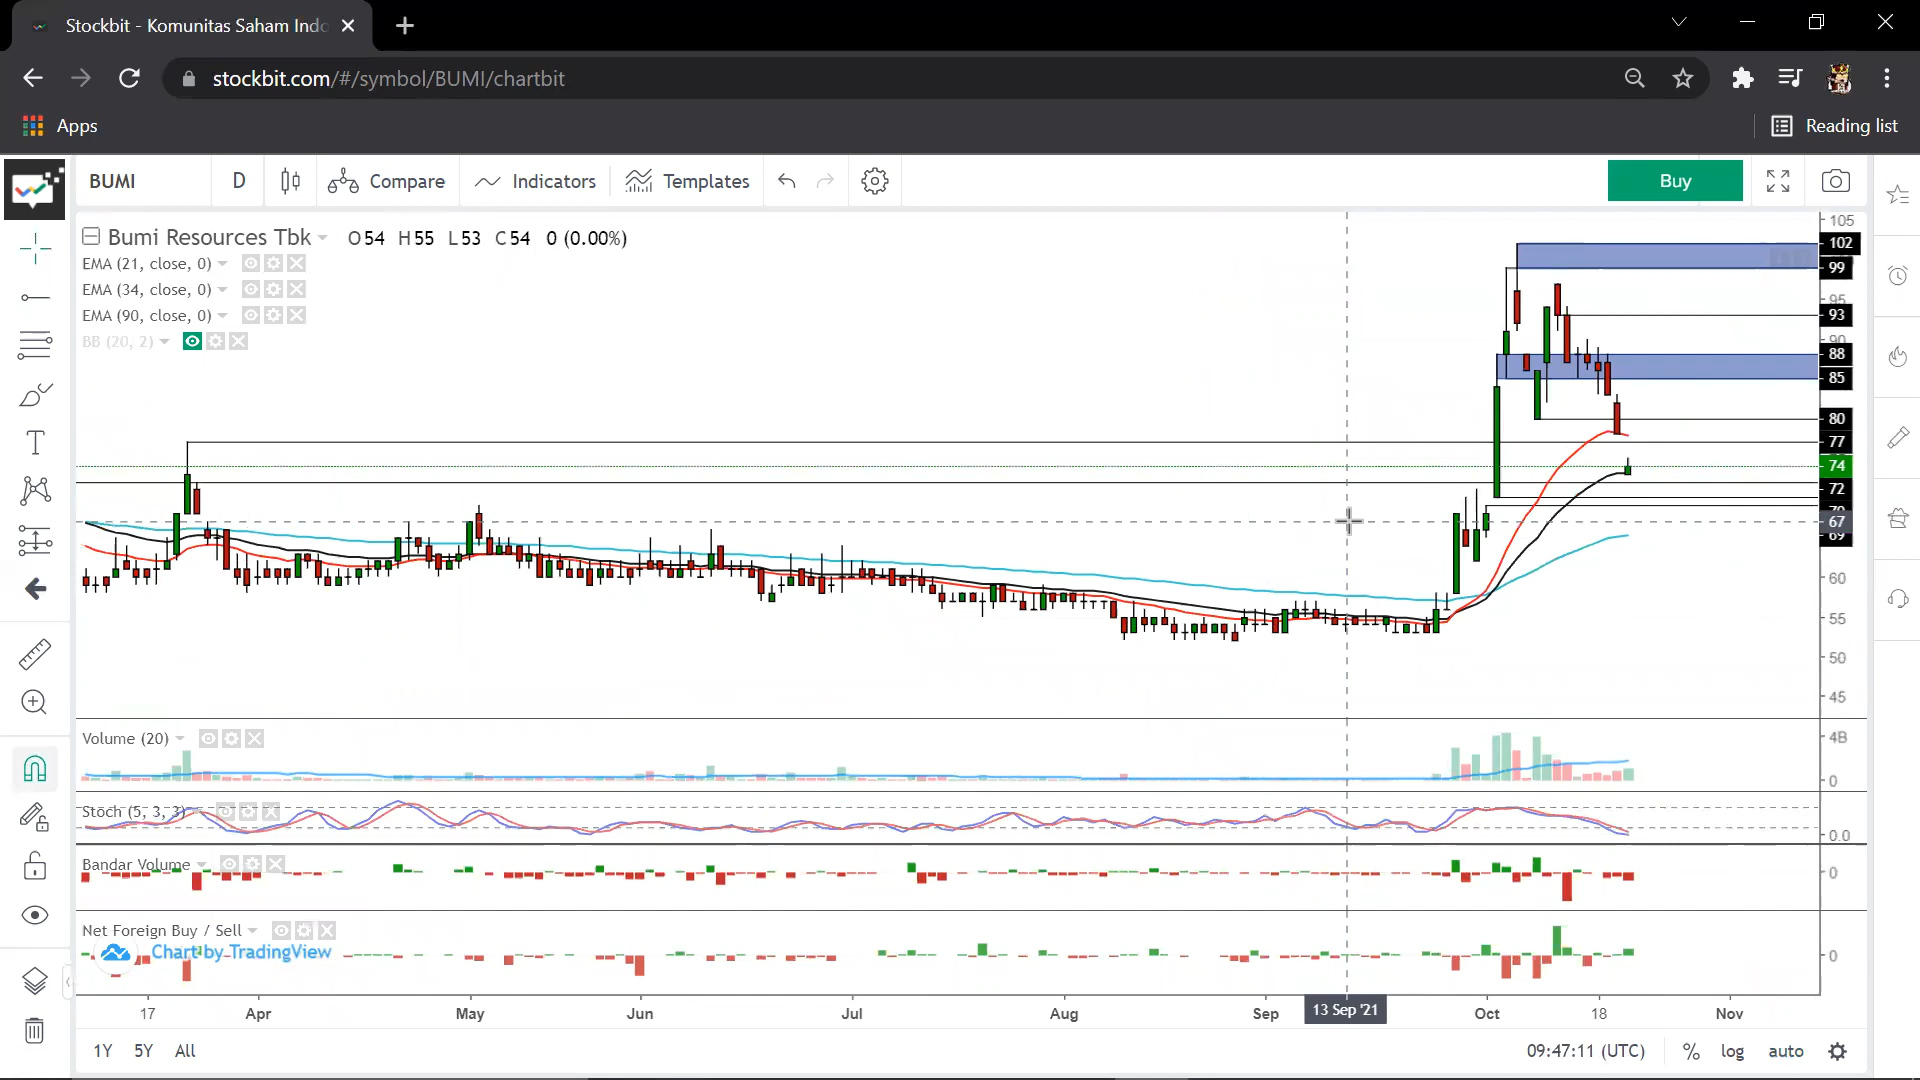 Stockbit - Komunitas Saham Indo
stockbit.com/#/symbol/BUMI/chartbit
Apps
Reading list
BUMI
D
Compare
Indicators
Templates
Buy
Bumi Resources Tbk
O54 H55 L53 C54 0 (0.00%)
EMA (21, close, 0)
EMA (34, close, 0)
EMA (90, close, 0)
BB (20, 2)
105
102
99
95
93
90
88
85
80
77
74
72
67
69
60
55
50
45
Volume (20)
4B
0
Stoch (5, 3, 3)
0.0
Bandar Volume
0
Net Foreign Buy / Sell
Chart by TradingView
0
17
Apr
May
Jun
Jul
Aug
Sep
13 Sep '21
Oct
18
Nov
1Y
5Y
All
09:47:11 (UTC)
%
log
auto